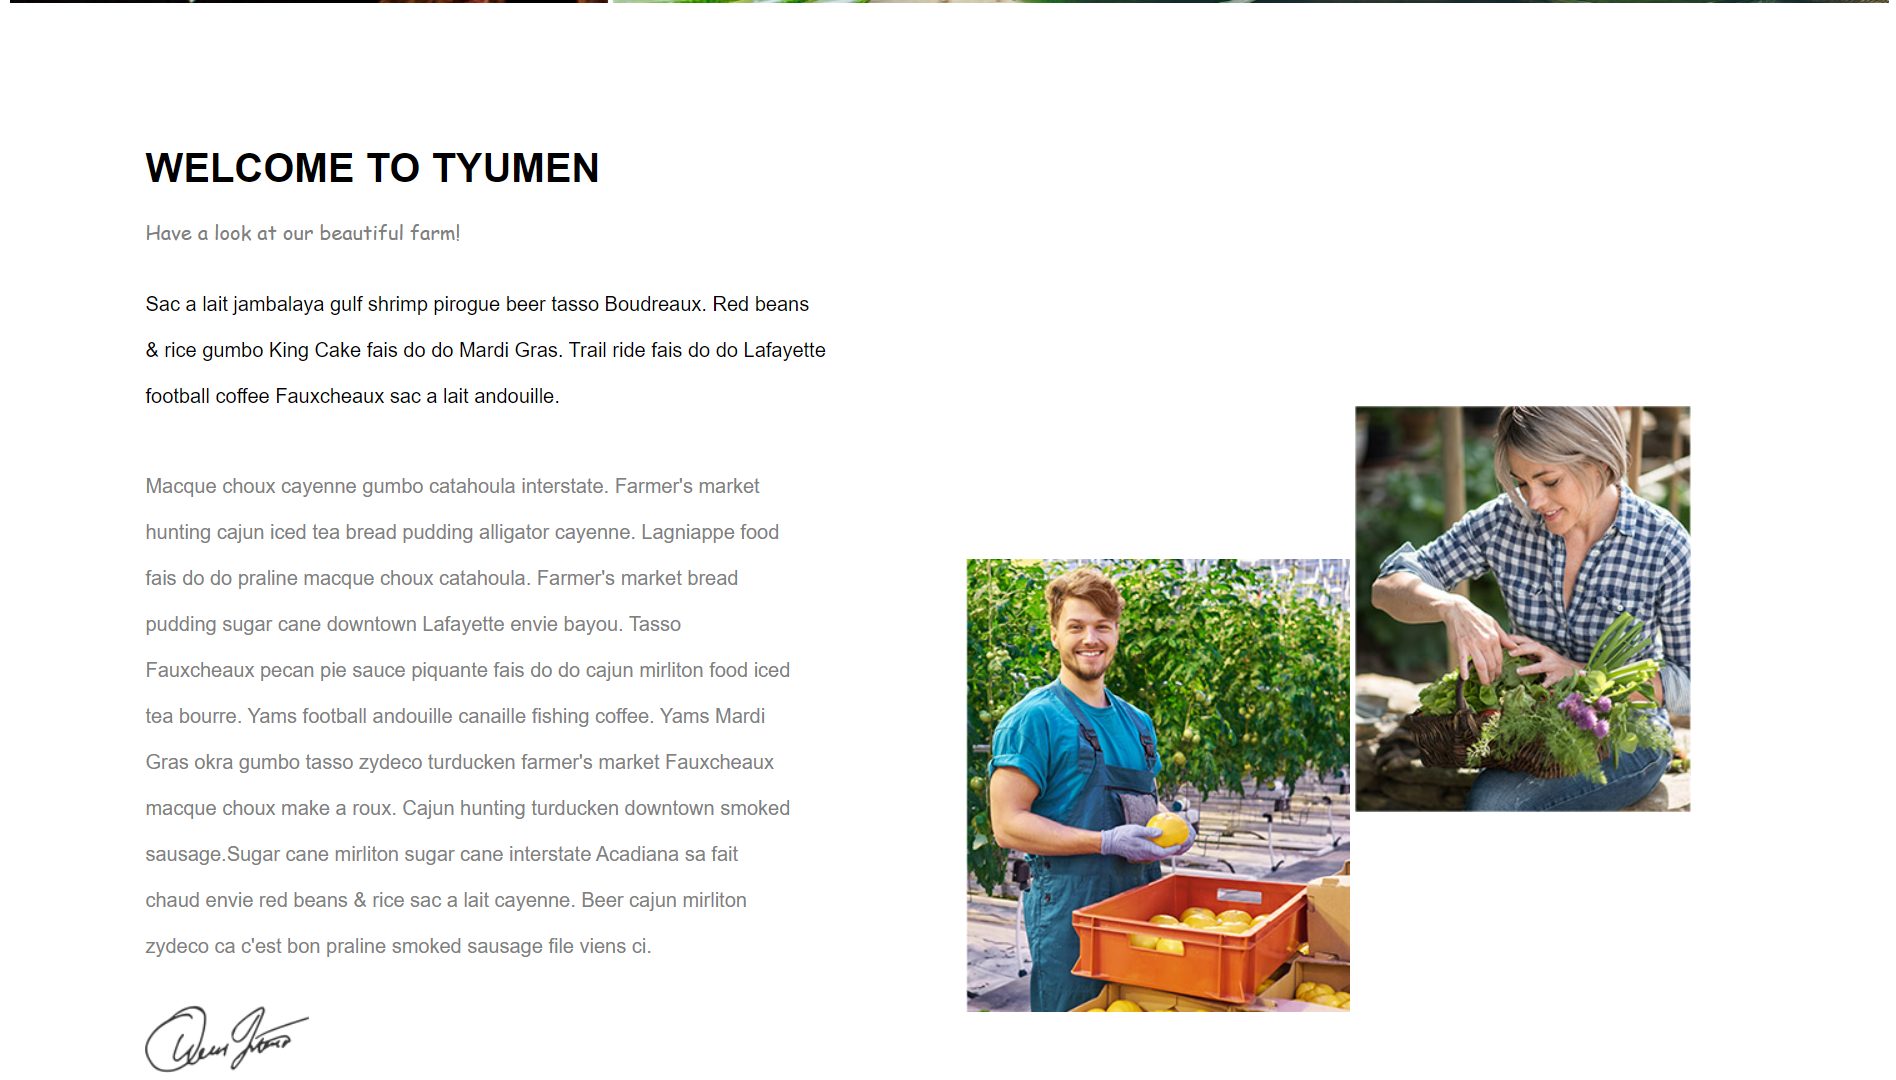 WELCOME TO TYUMEN
Have a look at our beautiful farm!
Sac a lait jambalaya gulf shrimp pirogue beer tasso Boudreaux. Red beans
& rice gumbo King Cake fais do do Mardi Gras. Trail ride fais do do Lafayette
football coffee Fauxcheaux sac a lait andouille.
Macque choux cayenne gumbo catahoula interstate. Farmer's market
hunting cajun iced tea bread pudding alligator cayenne. Lagniappe food
fais do do praline macque choux catahoula. Farmer's market bread
pudding sugar cane downtown Lafayette envie bayou. Tasso
Fauxcheaux pecan pie sauce piquante fais do do cajun mirliton food iced
tea bourre. Yams football andouille canaille fishing coffee. Yams Mardi
Gras okra gumbo tasso zydeco turducken farmer's market Fauxcheaux
macque choux make a roux. Cajun hunting turducken downtown smoked
sausage.Sugar cane mirliton sugar cane interstate Acadiana sa fait
chaud envie red beans & rice sac a lait cayenne. Beer cajun mirliton
zydeco ca c'est bon praline smoked sausage file viens ci.